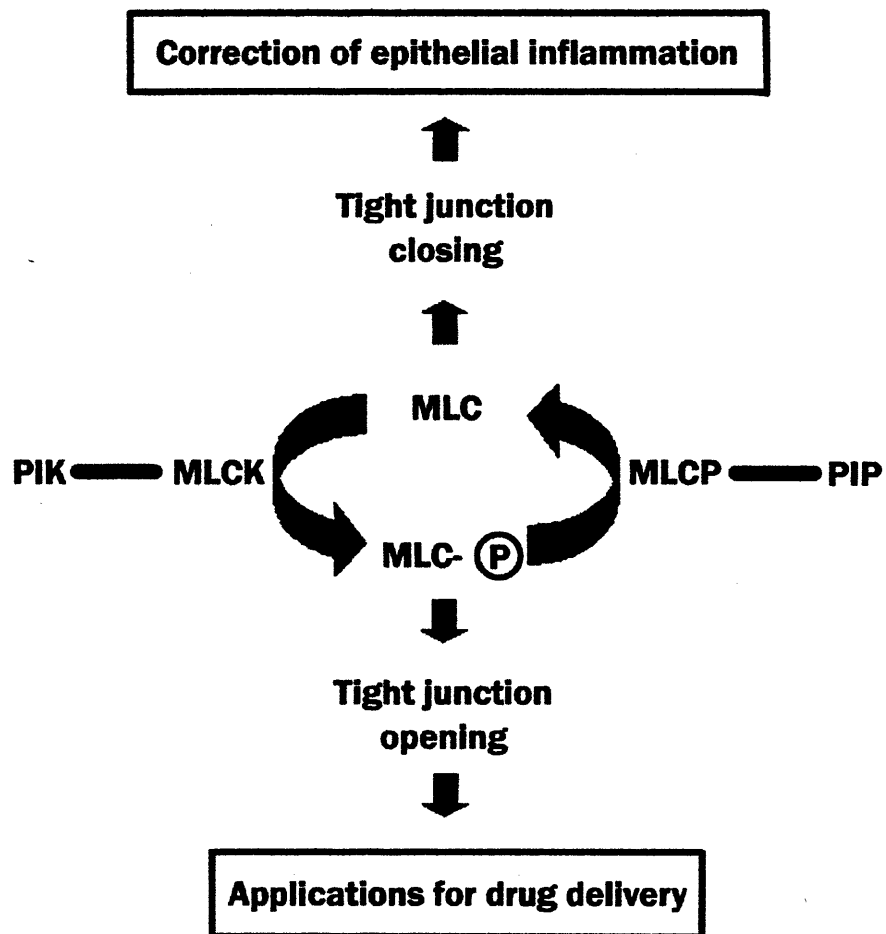 Correction of epithelial inflammation
Tight junction
closing
MLC
PIK MLCK MLCP PIP
MLC- P
Tight junction
opening
Applications for drug delivery